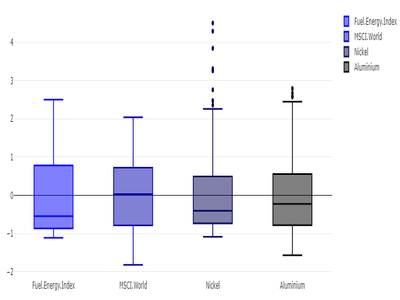 Fuel.Energy.Index
MSCI.World
Nickel
Aluminium
4
3
2
1
0
−1
−2
Fuel.Energy.Index MSCI.World Nickel Aluminium